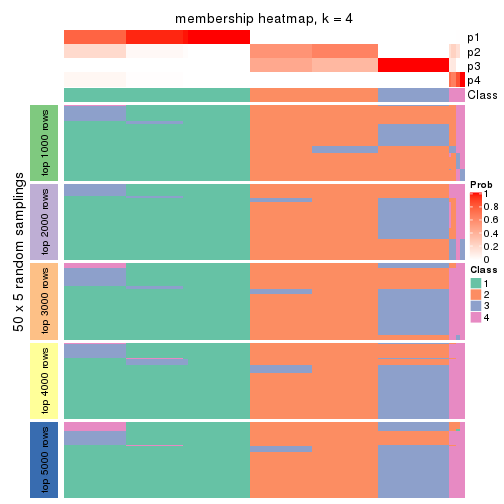 membership heatmap, k = 4
p1
p2
p3
p4
Class
50 x 5 random samplings
top 1000 rows
top 2000 rows
top 3000 rows
top 4000 rows
top 5000 rows
Prob
1
0.8
0.6
0.4
0.2
0
Class
1
2
3
4